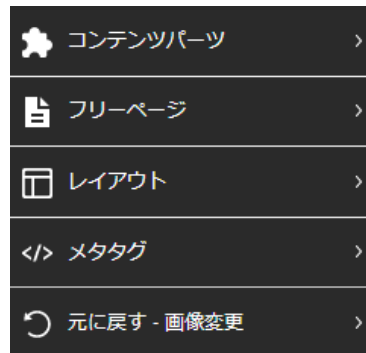 コンテンツパーツ
フリーページ
レイアウト
メタタグ
元に戻す - 画像変更